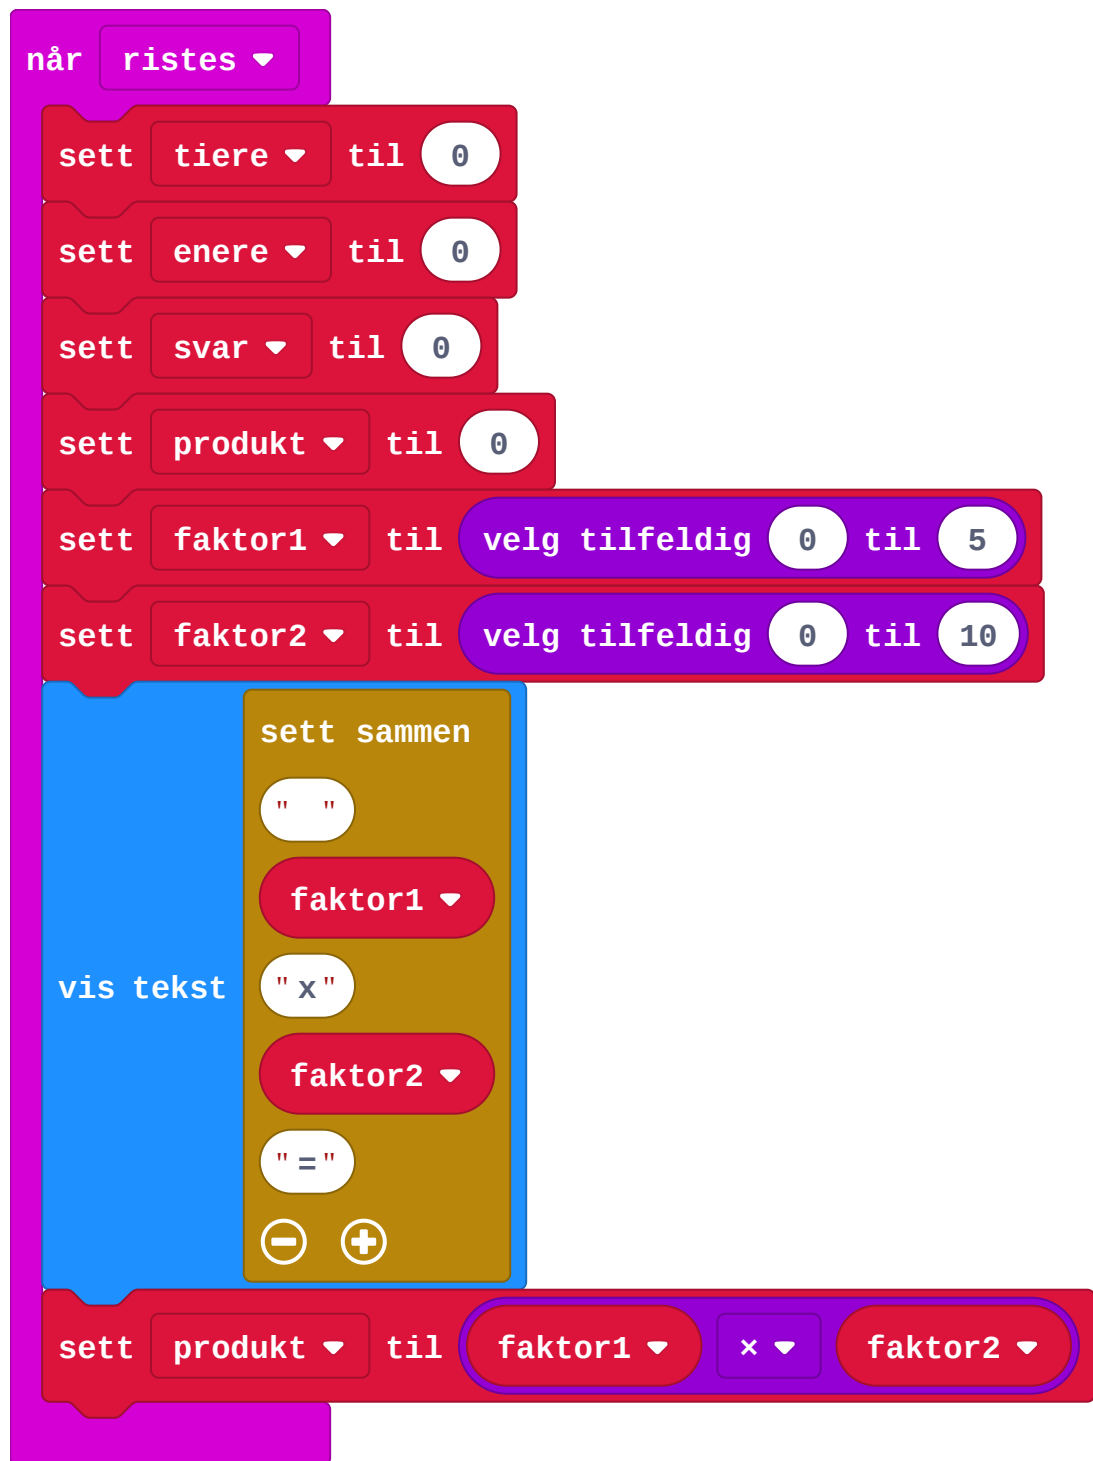 når ristes
sett tiere til 0
sett enere til 0
sett svar til 0
sett produkt til 0
sett faktor1 til velg tilfeldig 0 til 5
sett faktor2 til velg tilfeldig 0 til 10
sett sammen
" "
faktor1
"x"
vis tekst
faktor2
"="
sett produkt til faktor1 × faktor2